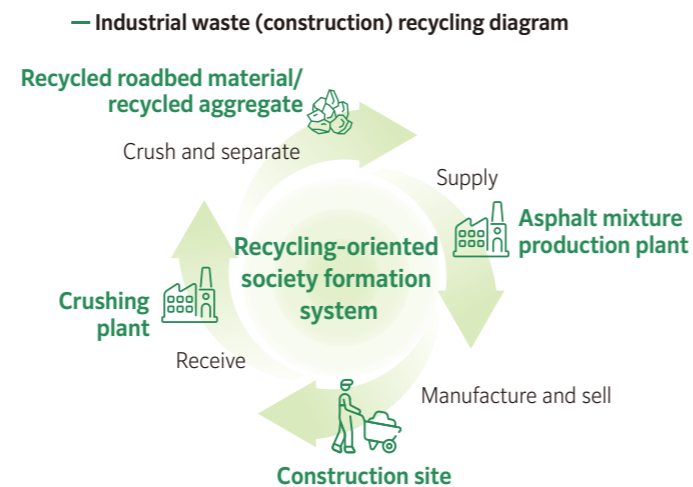 Industrial waste (construction) recycling diagram
Recycled roadbed material/
recycled aggregate
Crush and separate
Supply
Asphalt mixture
production plant
Recycling-oriented
society formation
system
Crushing
plant
Receive
Manufacture and sell
Construction site